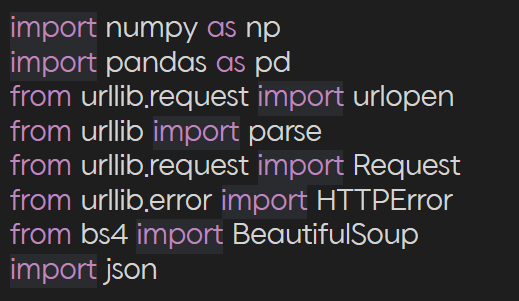 import numpy as np
import pandas as pd
from urllib.request import urlopen
from urllib import parse
from urllib.request import Request
from urllib.error import HTTPError
from bs4 import BeautifulSoup
import json